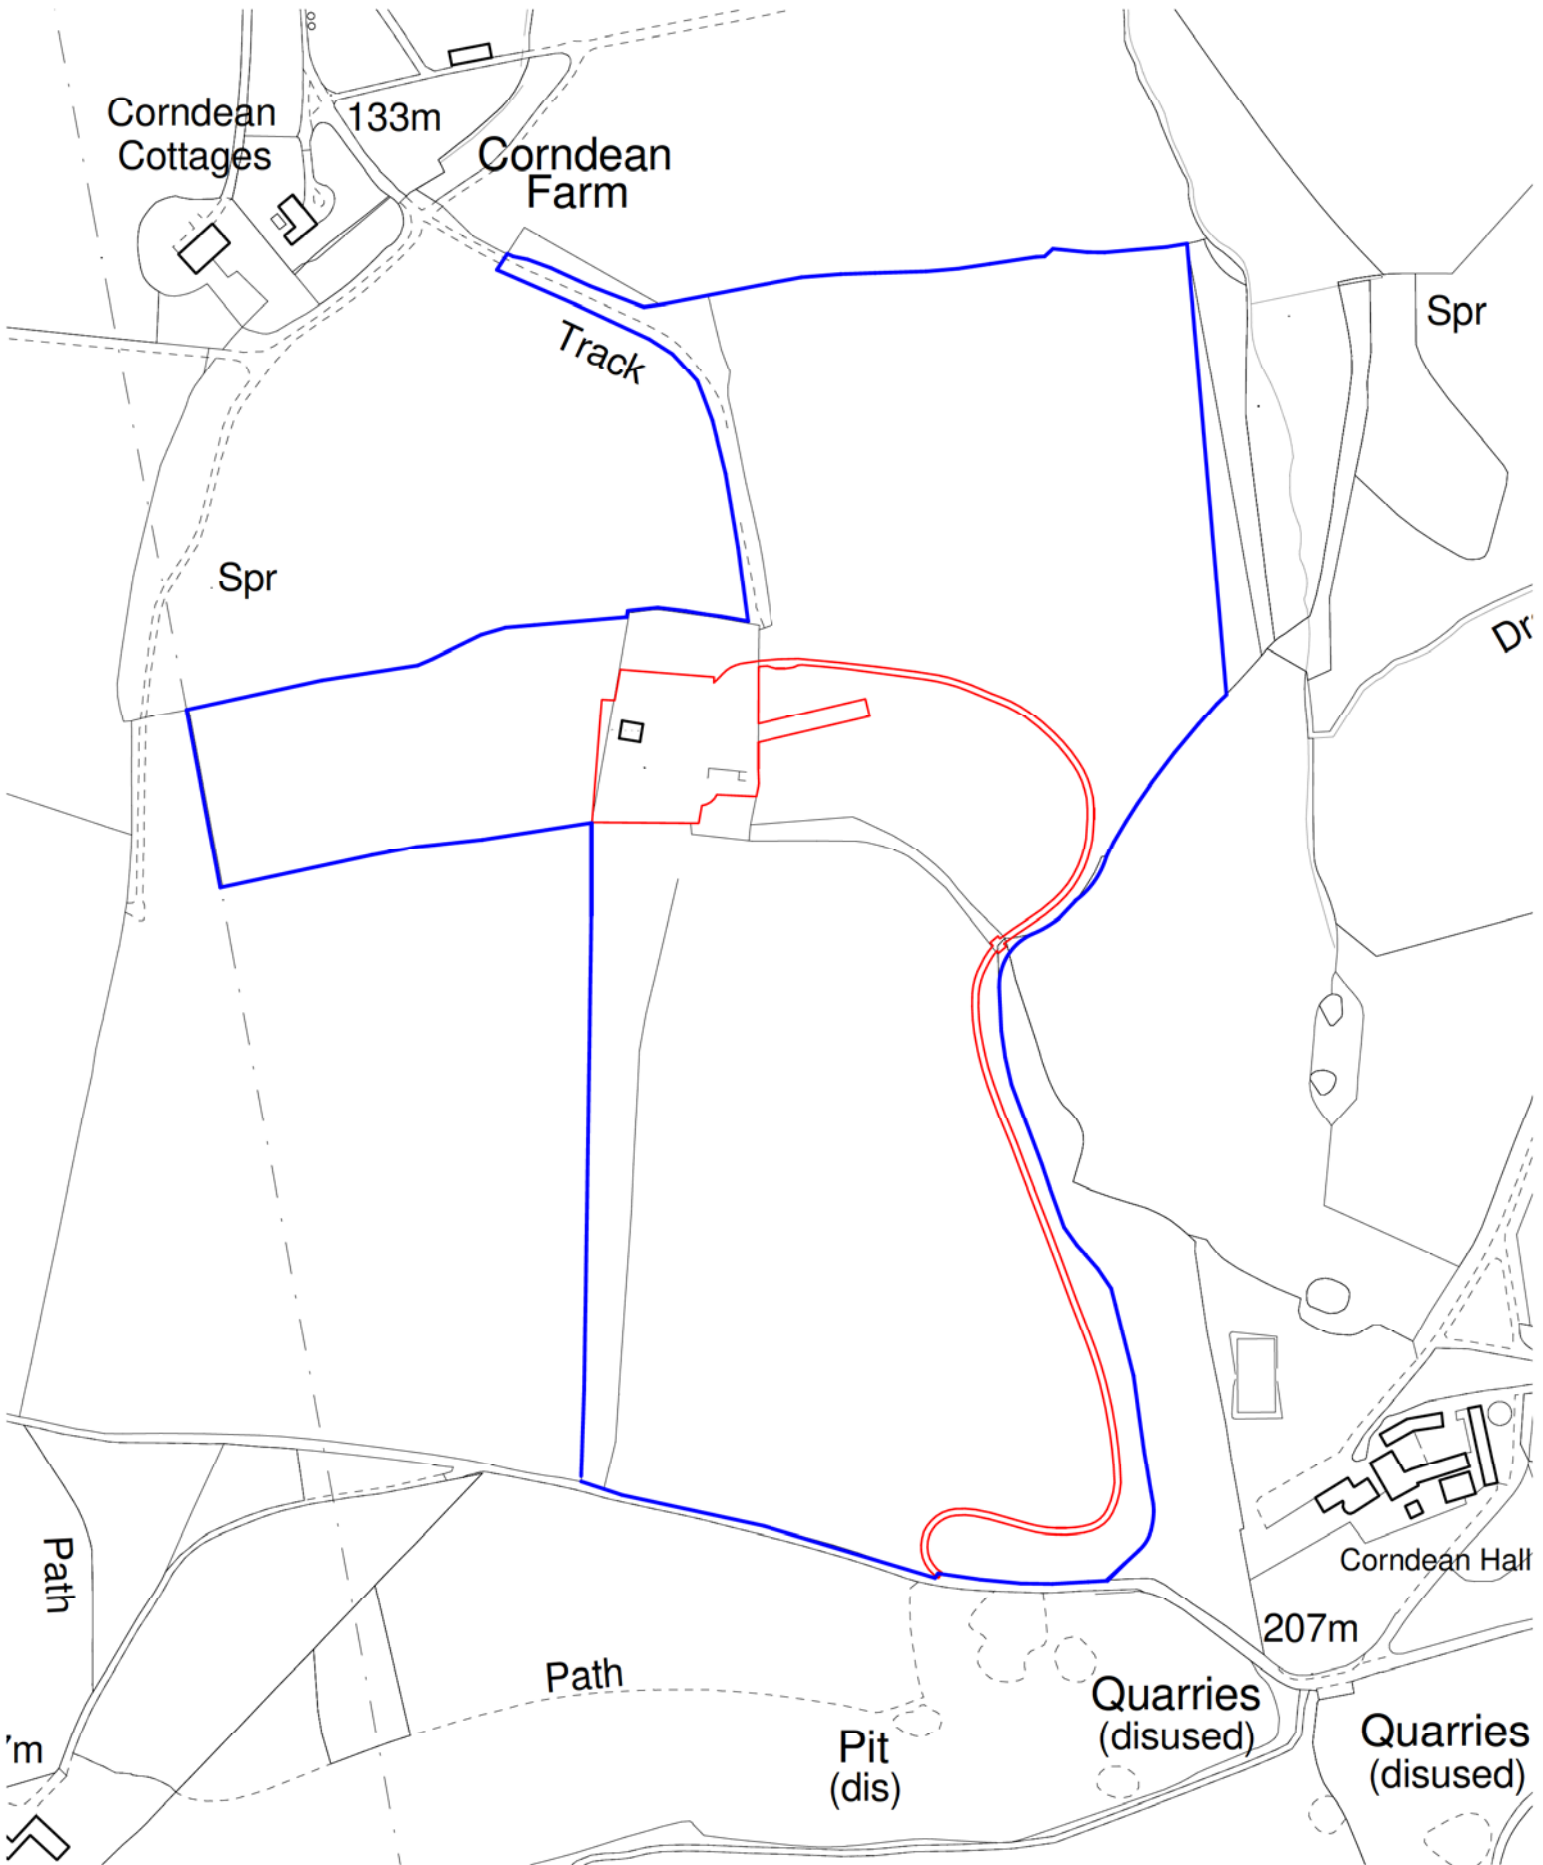 Corndean
Cottages
133m
Corndean
Farm
Track
Spr
Spr
Dr
Corndean Hall
207m
Path
Path
Quarries
(disused)
Pit
(dis)
Quarries
(disused)
'm